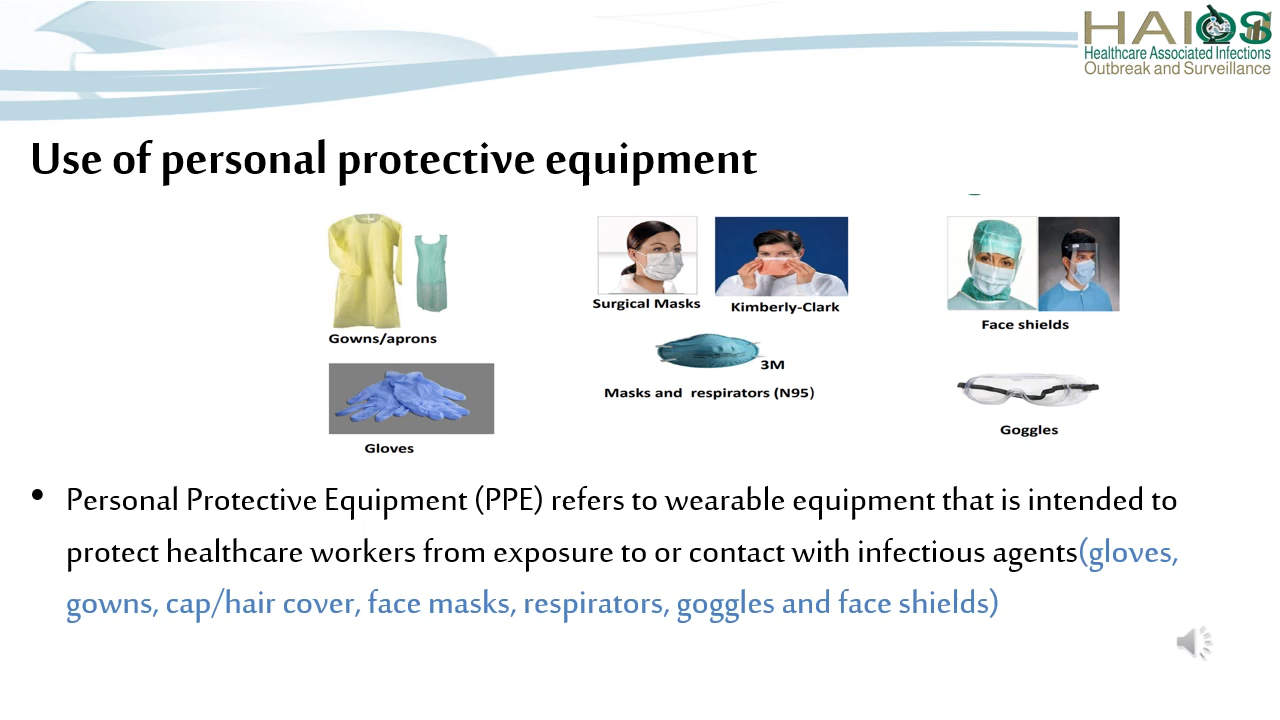 HAIOS
Healthcare Associated Infections
Outbreak and Surveillance
Use of personal protective equipment
Gowns/aprons
Gloves
Surgical Masks
Kimberly-Clark
3M
Masks and respirators (N95)
Face shields
Goggles
• Personal Protective Equipment (PPE) refers to wearable equipment that is intended to
protect healthcare workers from exposure to or contact with infectious agents(gloves,
gowns, cap/hair cover, face masks, respirators, goggles and face shields)